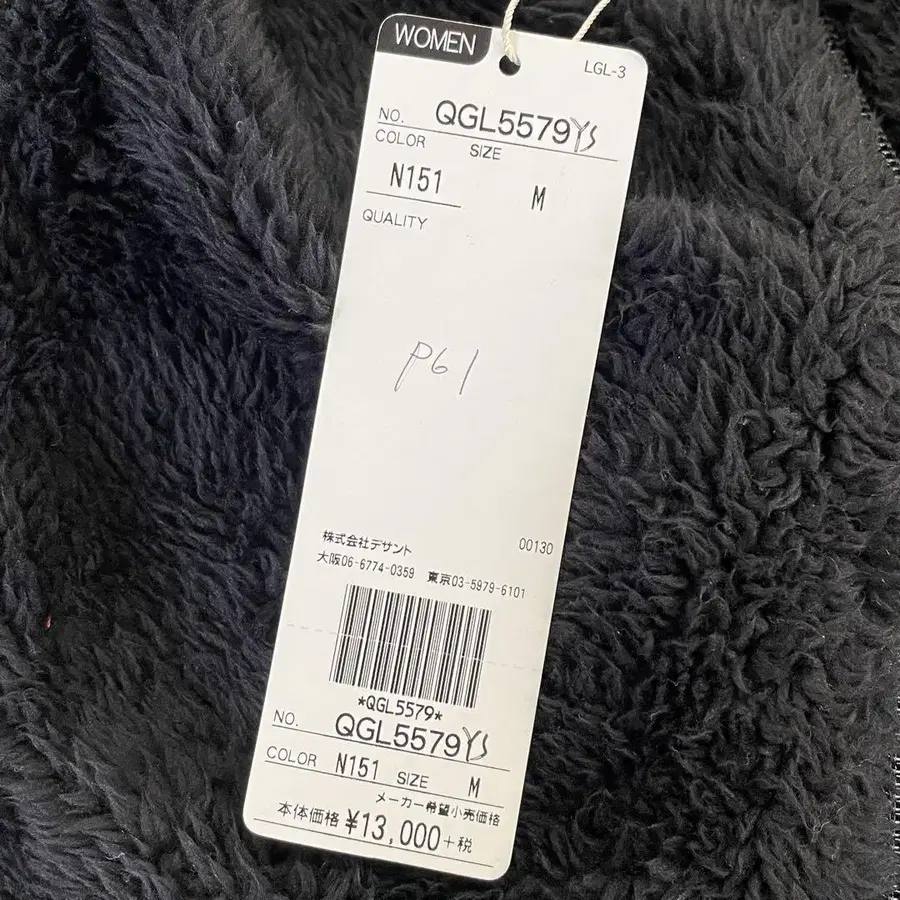 WOMEN
LGL-3
NO. QGL5579YS
COLOR SIZE
N151 M
QUALITY
P61
株式会社デサント 00130
大阪06-6774-0359 東京03-5979-6101
*QGL5579*
NO. QGL5579YS
COLOR N151 SIZE M
メーカー希望小売価格
本体価格 ¥13,000+税